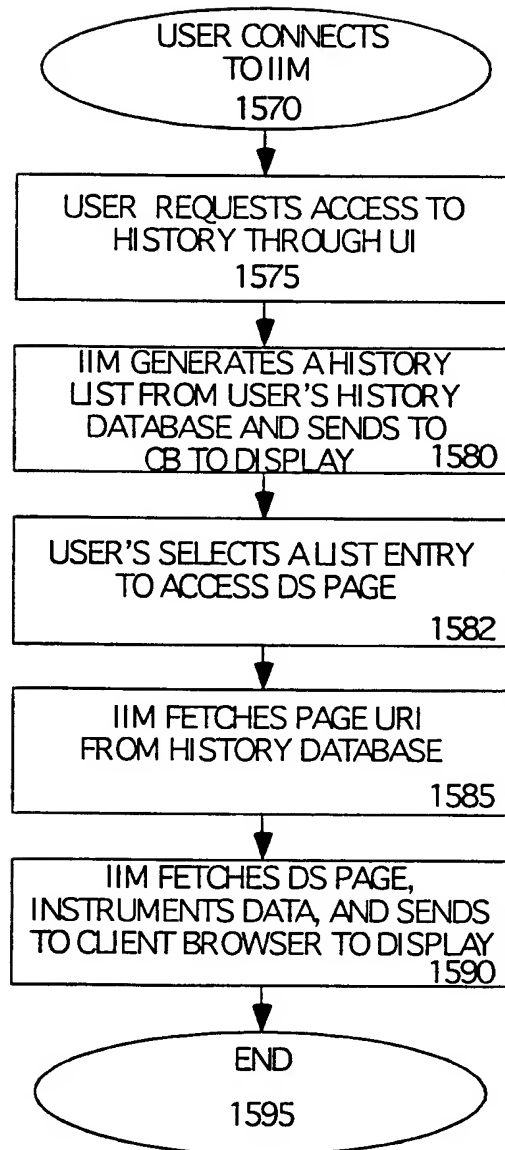 USER CONNECTS
TO IIM
1570
USER REQUESTS ACCESS TO
HISTORY THROUGH UI
1575
IIM GENERATES A HISTORY
LIST FROM USER'S HISTORY
DATABASE AND SENDS TO
CB TO DISPLAY 1580
USER'S SELECTS A LIST ENTRY
TO ACCESS DS PAGE
1582
IIM FETCHES PAGE URI
FROM HISTORY DATABASE
1585
IIM FETCHES DS PAGE,
INSTRUMENTS DATA, AND SENDS
TO CLIENT BROWSER TO DISPLAY
1590
END
1595